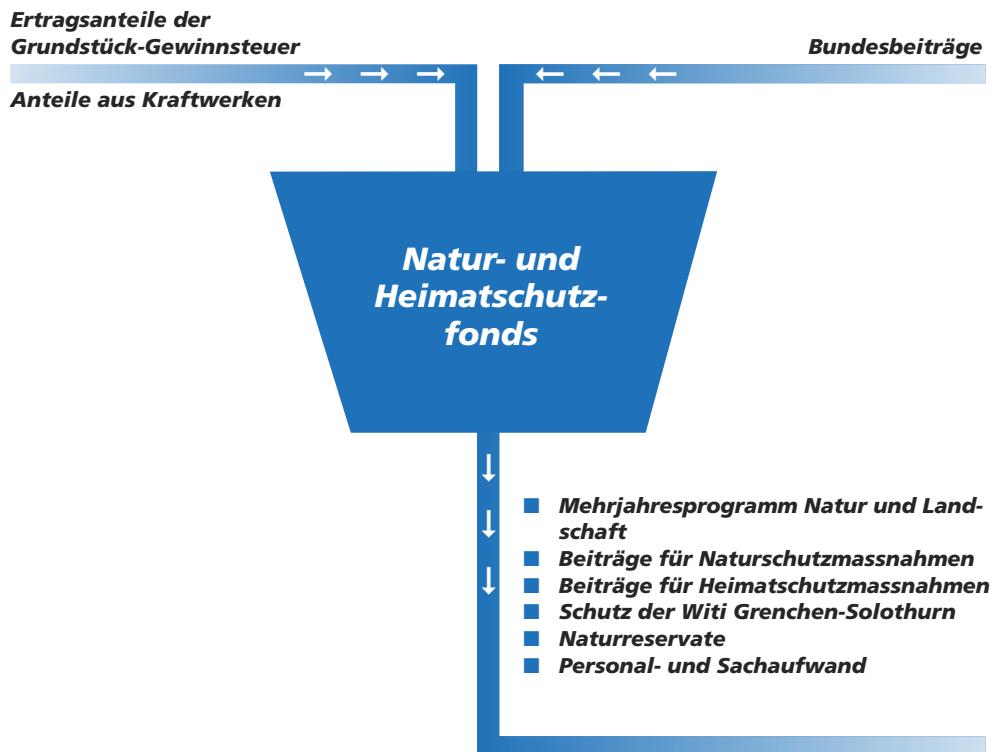 Ertragsanteile der
Grundstück-Gewinnsteuer
Bundesbeiträge
Anteile aus Kraftwerken
Natur- und
Heimatschutz-
fonds
Mehrjahresprogramm Natur und Land-
schaft
Beiträge für Naturschutzmassnahmen
Beiträge für Heimatschutzmassnahmen
Schutz der Witi Grenchen-Solothurn
Naturreservate
Personal- und Sachaufwand